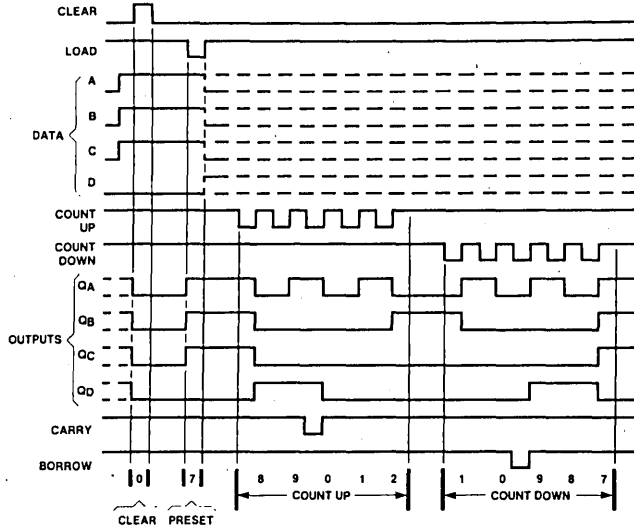 CLEAR
LOAD
A
B
DATA
C
D
COUNT
UP
COUNT
DOWN
QA
QB
OUTPUTS
QC
QD
CARRY
BORROW
0 7 8 9 0 1 2 1 0 9 8 7
COUNT UP COUNT DOWN
CLEAR PRESET